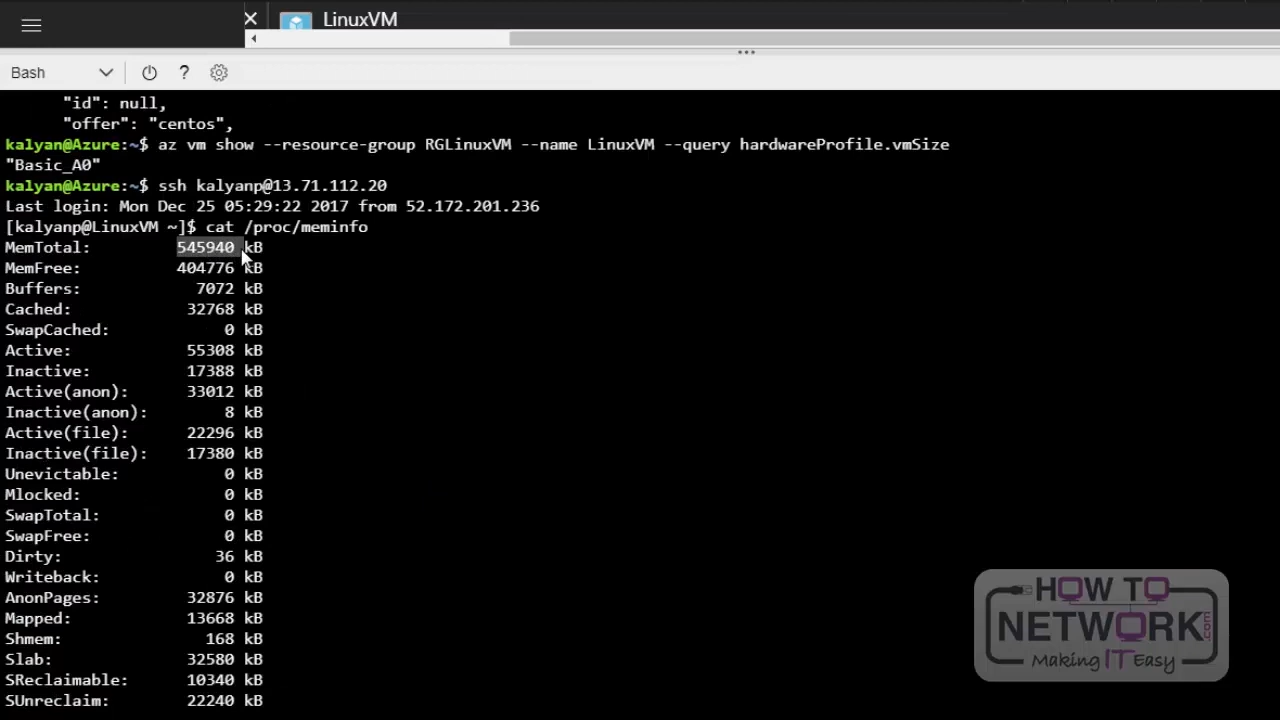 LinuxVM
Bash
?
"id": null,
"offer": "centos",
kalyan@Azure:~$ az vm show --resource-group RGLinuxVM --name LinuxVM --query hardwareProfile.vmSize
"Basic_A0"
kalyan@Azure:~$ ssh kalyanp@13.71.112.20
Last login: Mon Dec 25 05:29:22 2017 from 52.172.201.236
[kalyanp@LinuxVM ~]$ cat /proc/meminfo
MemTotal: 545940 kB
MemFree: 404776 kB
Buffers: 7072 kB
Cached: 32768 kB
SwapCached: 0 kB
Active: 55308 kB
Inactive: 17388 kB
Active(anon): 33012 kB
Inactive(anon): 8 kB
Active(file): 22296 kB
Inactive(file): 17380 kB
Unevictable: 0 kB
Mlocked: 0 kB
SwapTotal: 0 kB
SwapFree: 0 kB
Dirty: 36 kB
Writeback: 0 kB
AnonPages: 32876 kB
Mapped: 13668 kB
Shmem: 168 kB
Slab: 32580 kB
SReclaimable: 10340 kB
SUnreclaim: 22240 kB
HOW TO
NETWORK.com
Making IT Easy